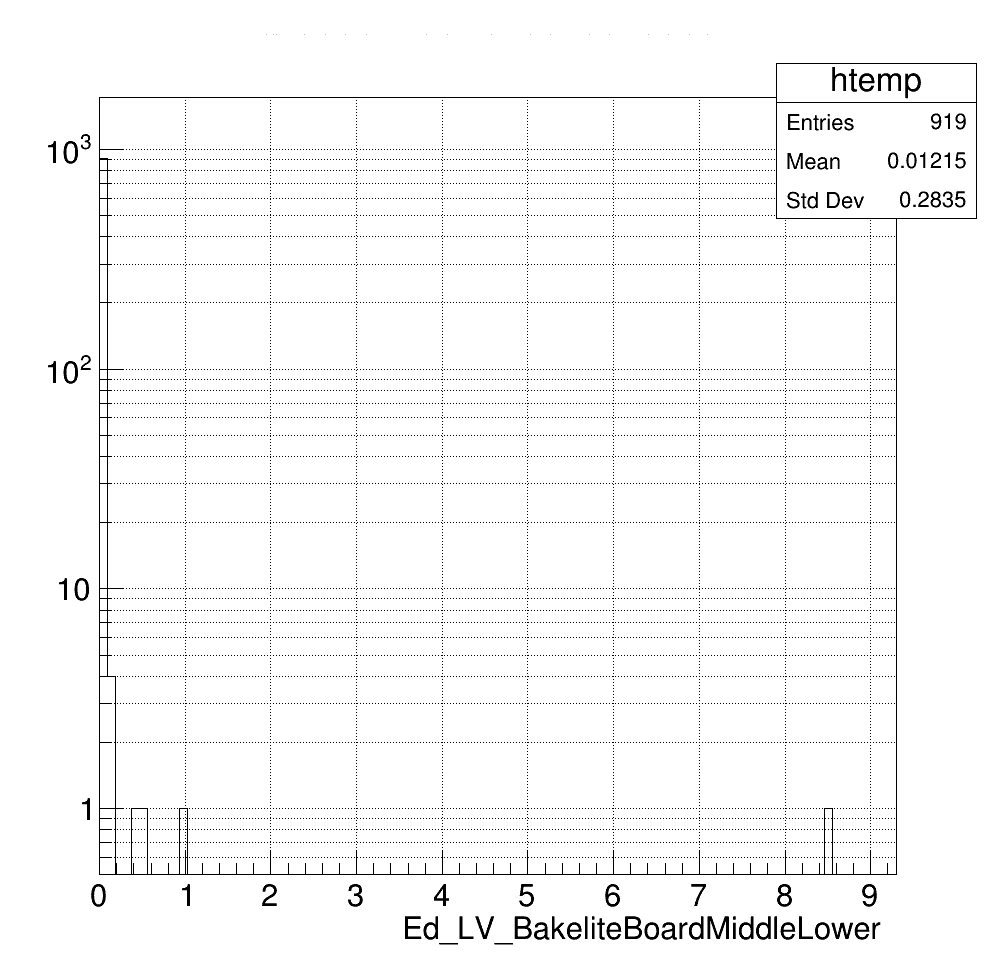 htemp
Entries 919
Mean 0.01215
Std Dev 0.2835
10³
10²
10
1
0 1 2 3 4 5 6 7 8 9
Ed_LV_BakeliteBoardMiddleLower